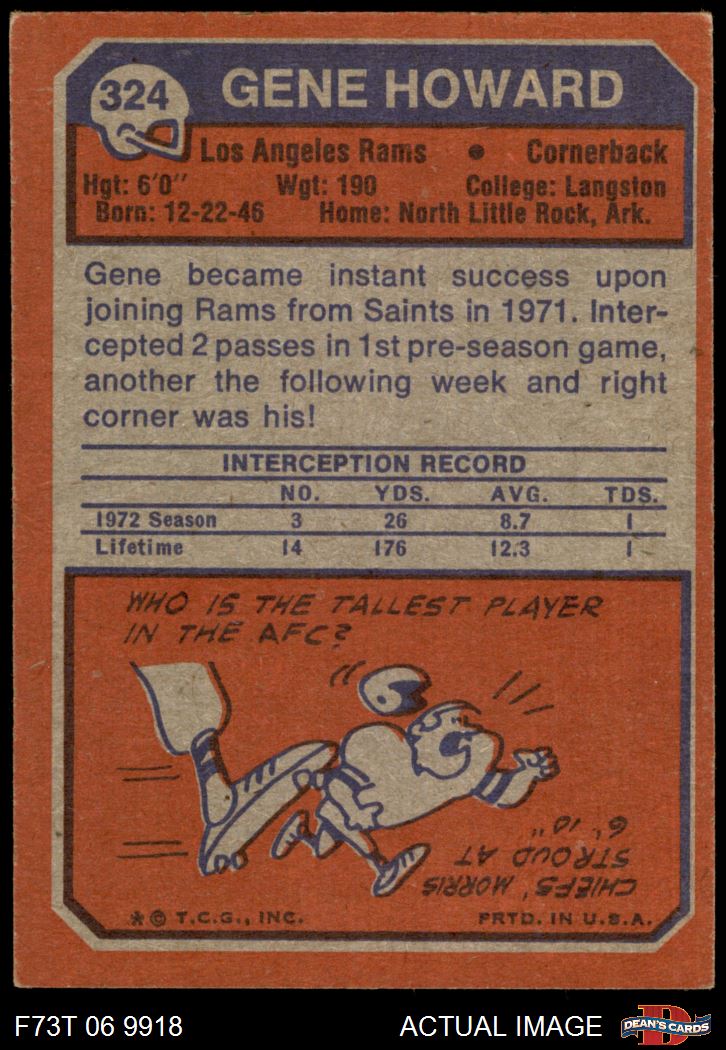 324
GENE HOWARD
Los Angeles Rams • Cornerback
Hgt: 6'0" Wgt: 190 College: Langston
Born: 12-22-46 Home: North Little Rock, Ark.
Gene became instant success upon
joining Rams from Saints in 1971. Inter-
cepted 2 passes in 1st pre-season game,
another the following week and right
corner was his!
INTERCEPTION RECORD
NO. YDS. AVG. TDS.
1972 Season 3 26 8.7 1
Lifetime 14 176 12.3 1
WHO IS THE TALLEST PLAYER
IN THE AFC?
CHIEFS' MORRIS
STROUD AT
6' 10"
*© T.C.G., INC. PRTD. IN U.S.A.
F73T 06 9918 ACTUAL IMAGE
D
DEAN'S CARDS